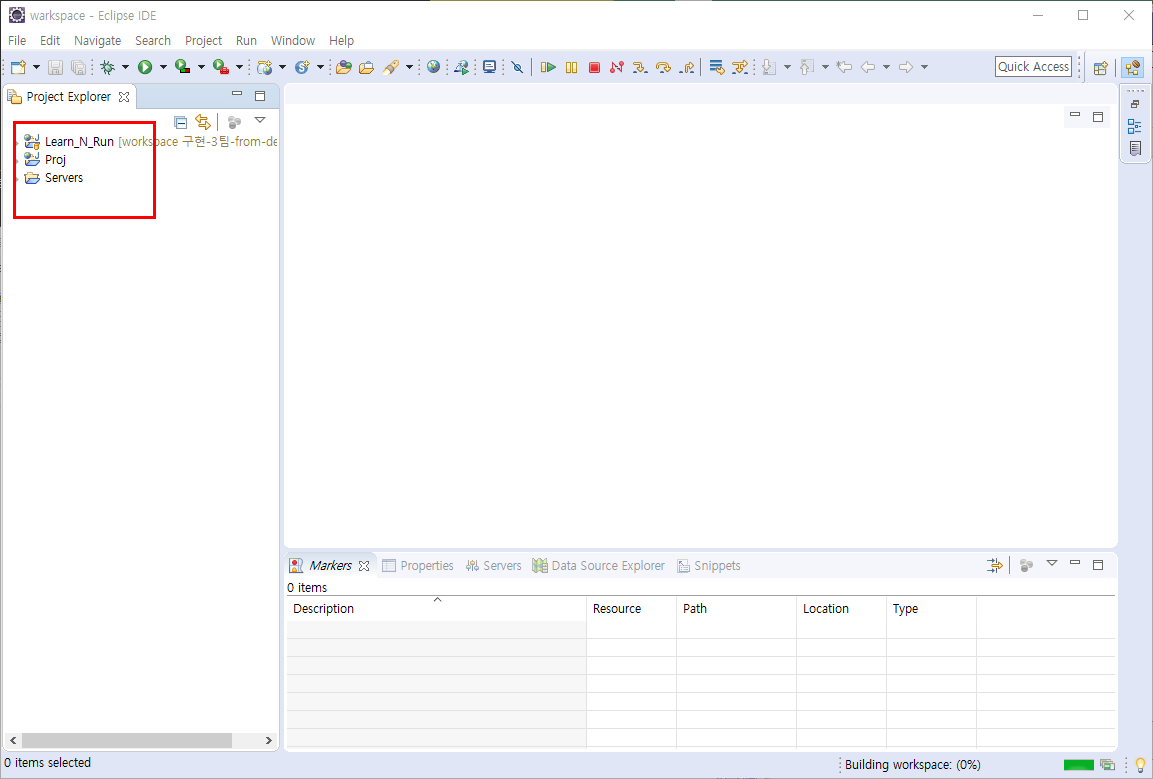 warkspace - Eclipse IDE
File Edit Navigate Search Project Run Window Help
Quick Access
Project Explorer
Learn_N_Run [workspace 구현-3팀-from-de
Proj
Servers
Markers Properties Servers Data Source Explorer Snippets
0 items
Description Resource Path Location Type
0 items selected
Building workspace: (0%)